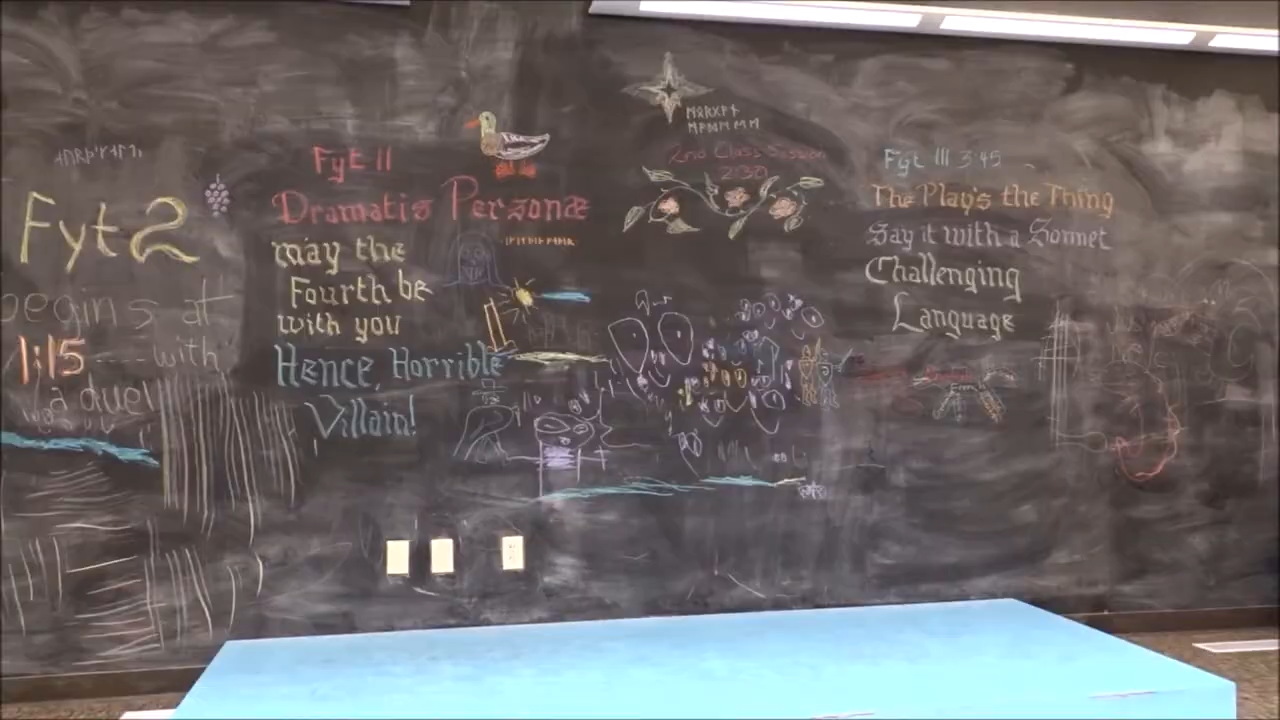 Fyt 2
begins at
1:15 ---- with
a duel
Fyt II
Dramatis Personæ
may the
Fourth be
with you
Hence, Horrible
Villain!
2nd Class Session
2:30
Fyt III 3:45
The Play's the Thing
Say it with a Sonnet
Challenging
Language